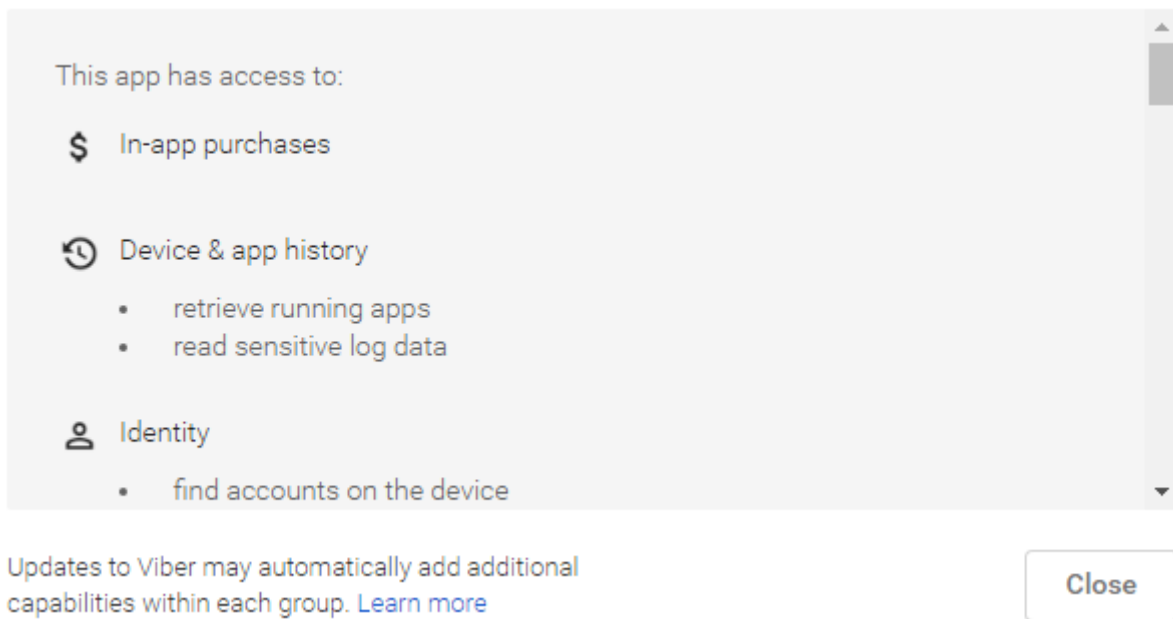 This app has access to:
In-app purchases
Device & app history
• retrieve running apps
• read sensitive log data
Identity
• find accounts on the device
Updates to Viber may automatically add additional
capabilities within each group. Learn more
Close